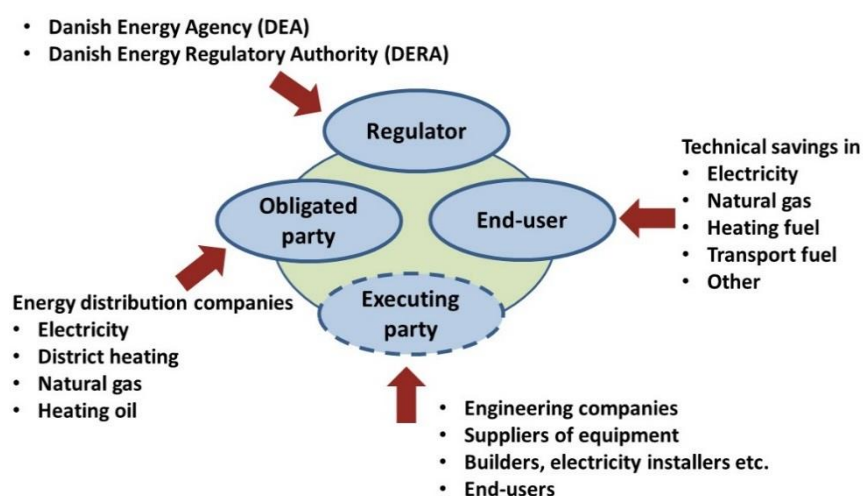 • Danish Energy Agency (DEA)
• Danish Energy Regulatory Authority (DERA)
Regulator
Technical savings in
• Electricity
• Natural gas
• Heating fuel
• Transport fuel
• Other
Obligated
party
End-user
Executing
party
Energy distribution companies
• Electricity
• District heating
• Natural gas
• Heating oil
• Engineering companies
• Suppliers of equipment
• Builders, electricity installers etc.
• End-users